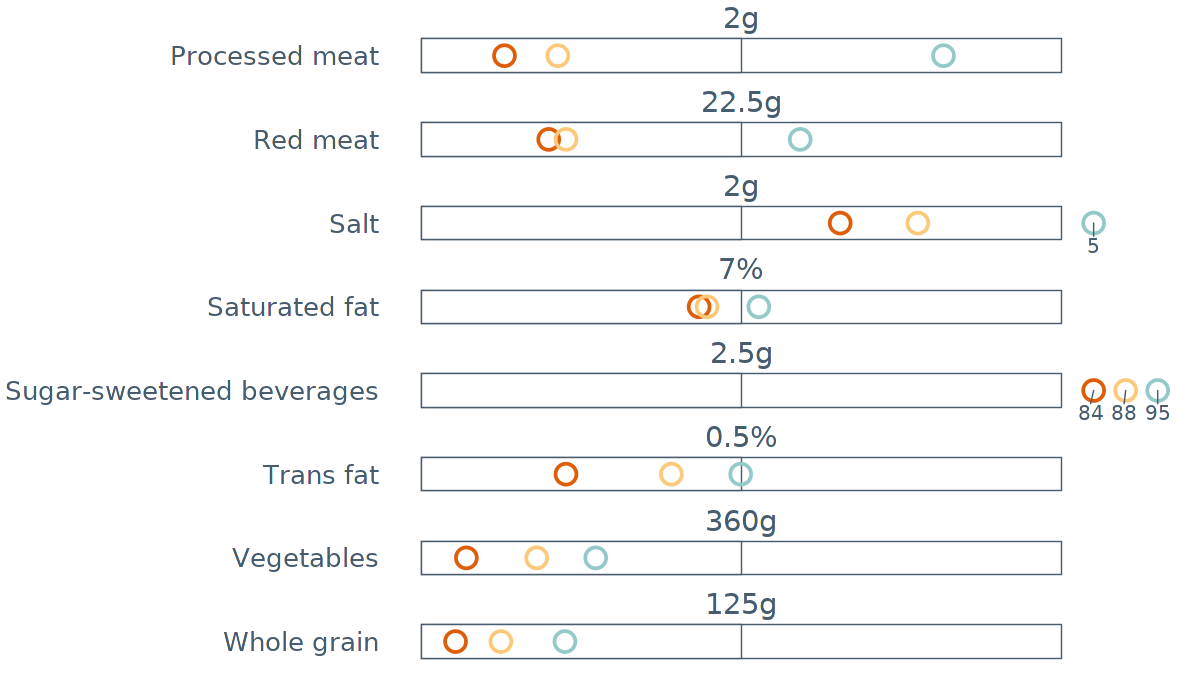 2g
Processed meat
22.5g
Red meat
2g
Salt
5
7%
Saturated fat
2.5g
Sugar-sweetened beverages
84 88 95
0.5%
Trans fat
360g
Vegetables
125g
Whole grain